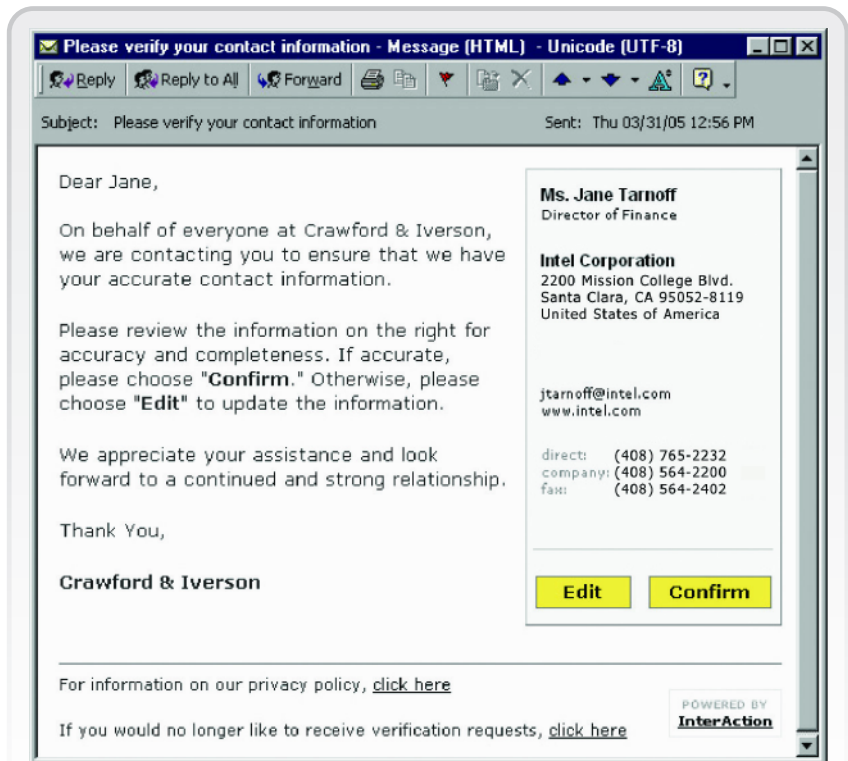 Please verify your contact information - Message (HTML) - Unicode (UTF-8)
Reply Reply to All Forward
Subject: Please verify your contact information Sent: Thu 03/31/05 12:56 PM
Dear Jane,
On behalf of everyone at Crawford & Iverson,
we are contacting you to ensure that we have
your accurate contact information.
Please review the information on the right for
accuracy and completeness. If accurate,
please choose "Confirm." Otherwise, please
choose "Edit" to update the information.
We appreciate your assistance and look
forward to a continued and strong relationship.
Thank You,
Crawford & Iverson
Ms. Jane Tarnoff
Director of Finance
Intel Corporation
2200 Mission College Blvd.
Santa Clara, CA 95052-8119
United States of America
jtarnoff@intel.com
www.intel.com
direct: (408) 765-2232
company: (408) 564-2200
fax: (408) 564-2402
Edit Confirm
For information on our privacy policy, click here
If you would no longer like to receive verification requests, click here
POWERED BY
InterAction